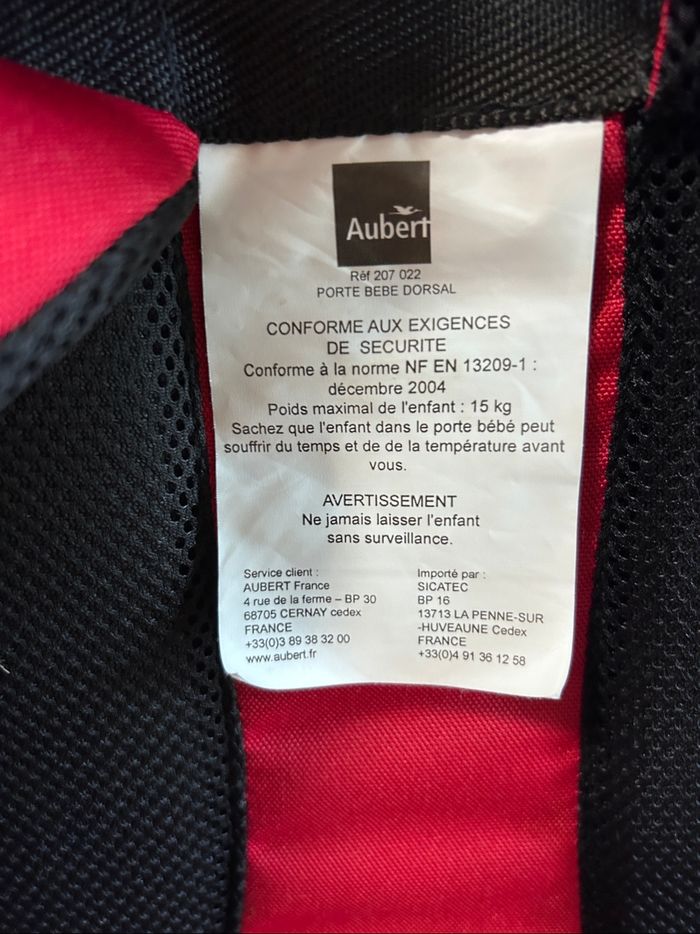 Aubert
Réf 207 022
PORTE BEBE DORSAL
CONFORME AUX EXIGENCES
DE SECURITE
Conforme à la norme NF EN 13209-1 :
décembre 2004
Poids maximal de l'enfant : 15 kg
Sachez que l'enfant dans le porte bébé peut
souffrir du temps et de de la température avant
vous.
AVERTISSEMENT
Ne jamais laisser l'enfant
sans surveillance.
Service client :
AUBERT France
4 rue de la ferme – BP 30
68705 CERNAY cedex
FRANCE
+33(0)3 89 38 32 00
www.aubert.fr
Importé par :
SICATEC
BP 16
13713 LA PENNE-SUR
-HUVEAUNE Cedex
FRANCE
+33(0)4 91 36 12 58